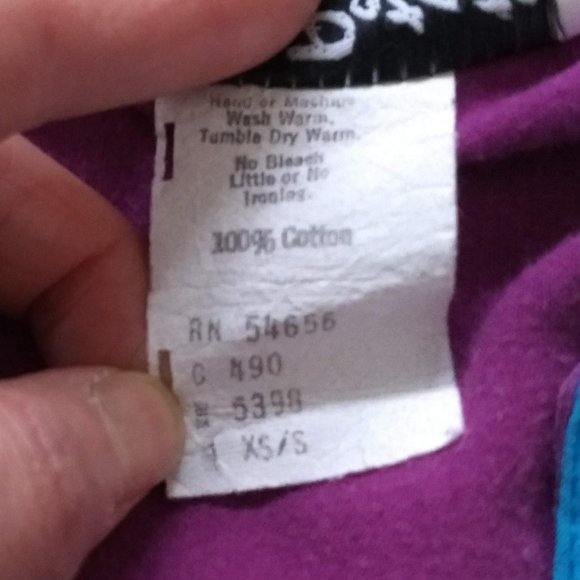 Hand or Machine
Wash Warm.
Tumble Dry Warm.
No Bleach
Little or No
Ironing.
100% Cotton
RN 54656
C 490
5398
XS/S